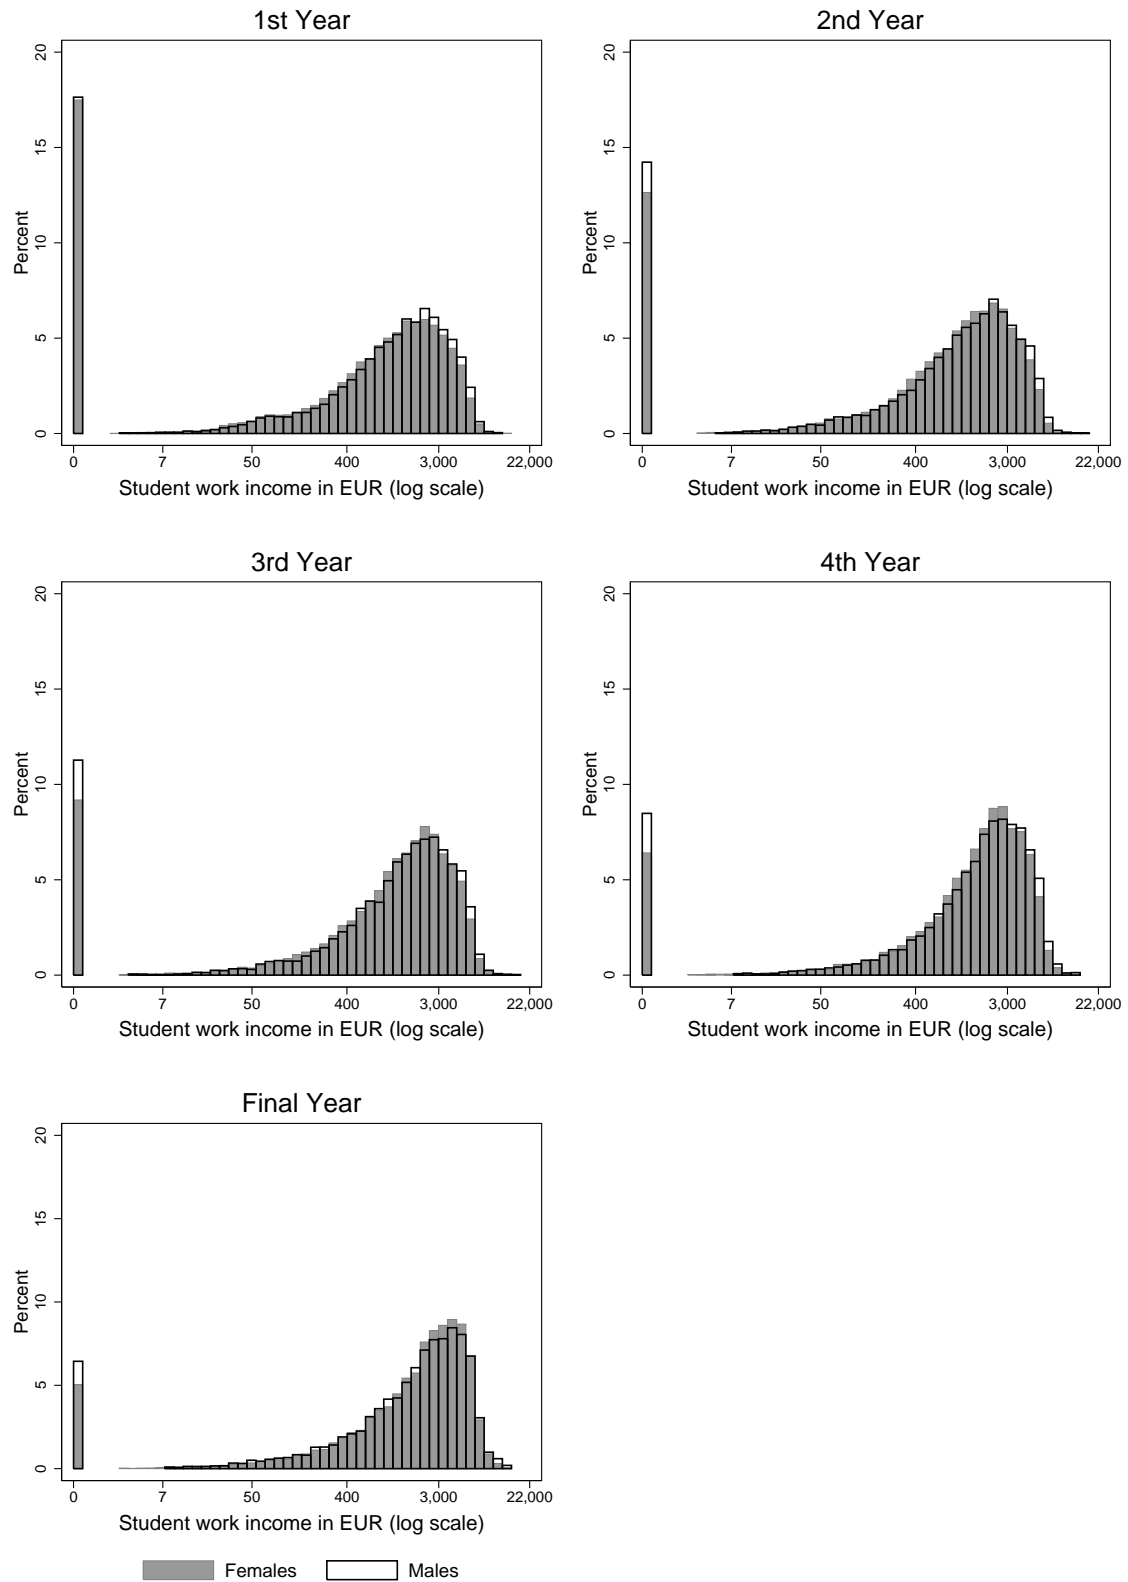 1st Year
Percent
20
15
10
5
0
0 7 50 400 3,000 22,000
Student work income in EUR (log scale)
2nd Year
Percent
20
15
10
5
0
0 7 50 400 3,000 22,000
Student work income in EUR (log scale)
3rd Year
Percent
20
15
10
5
0
0 7 50 400 3,000 22,000
Student work income in EUR (log scale)
4th Year
Percent
20
15
10
5
0
0 7 50 400 3,000 22,000
Student work income in EUR (log scale)
Final Year
Percent
20
15
10
5
0
0 7 50 400 3,000 22,000
Student work income in EUR (log scale)
Females Males